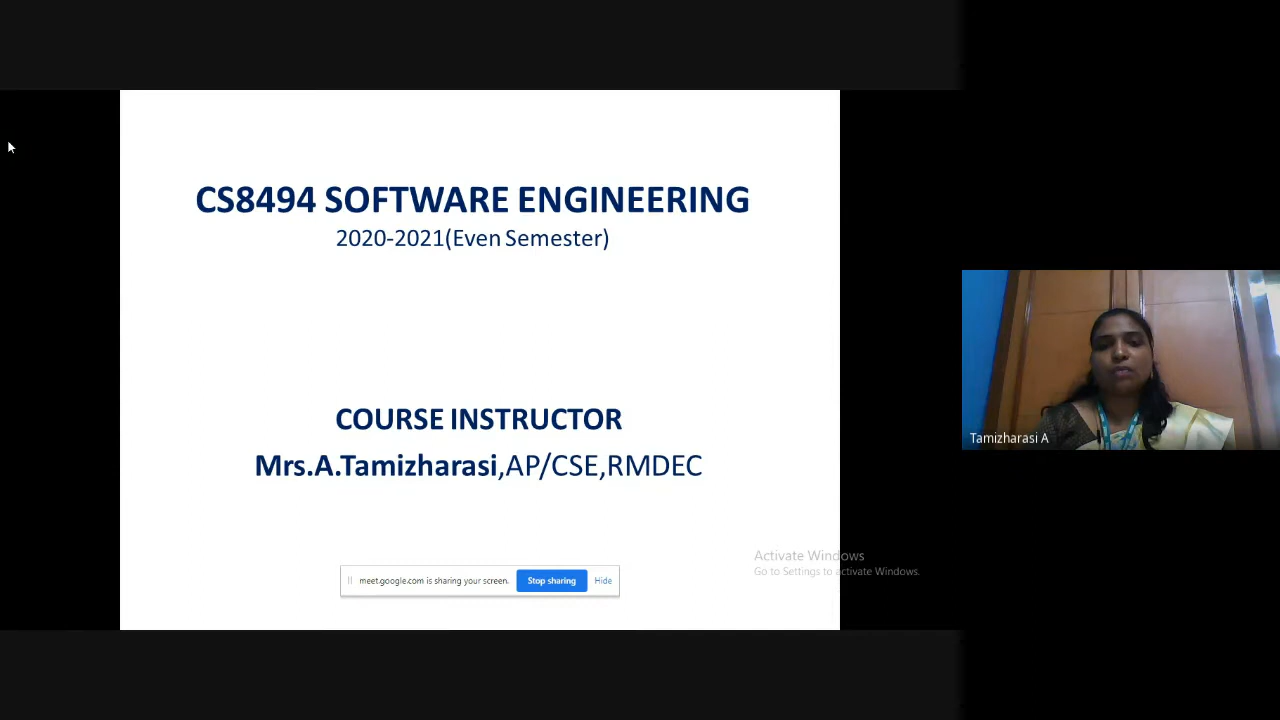 CS8494 SOFTWARE ENGINEERING
2020-2021(Even Semester)
COURSE INSTRUCTOR
Mrs.A.Tamizharasi,AP/CSE,RMDEC
Tamizharasi A
Activate Windows
Go to Settings to activate Windows.
meet.google.com is sharing your screen. Stop sharing Hide